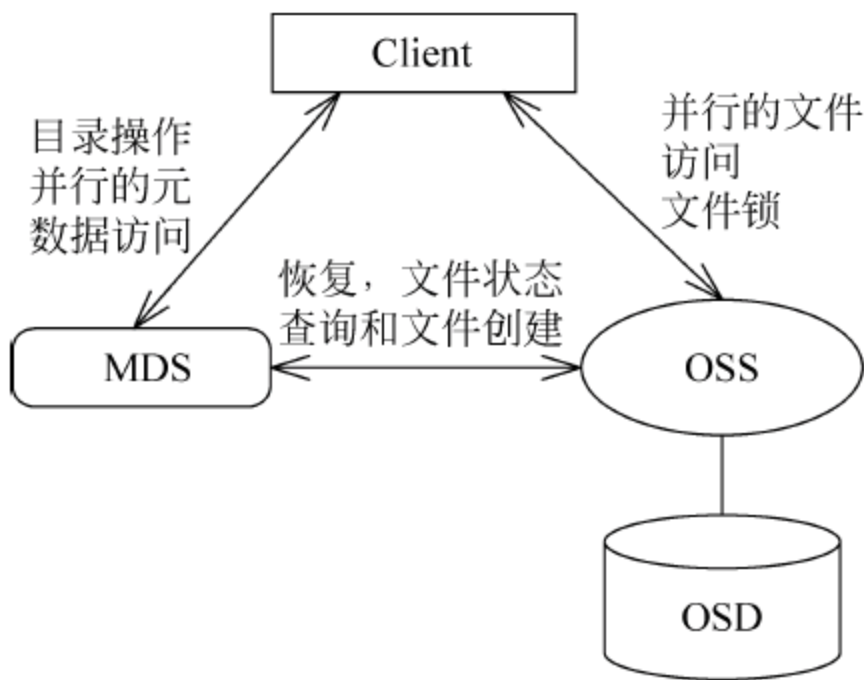 Client
目录操作
并行的元
数据访问
并行的文件
访问
文件锁
恢复，文件状态
查询和文件创建
MDS
OSS
OSD